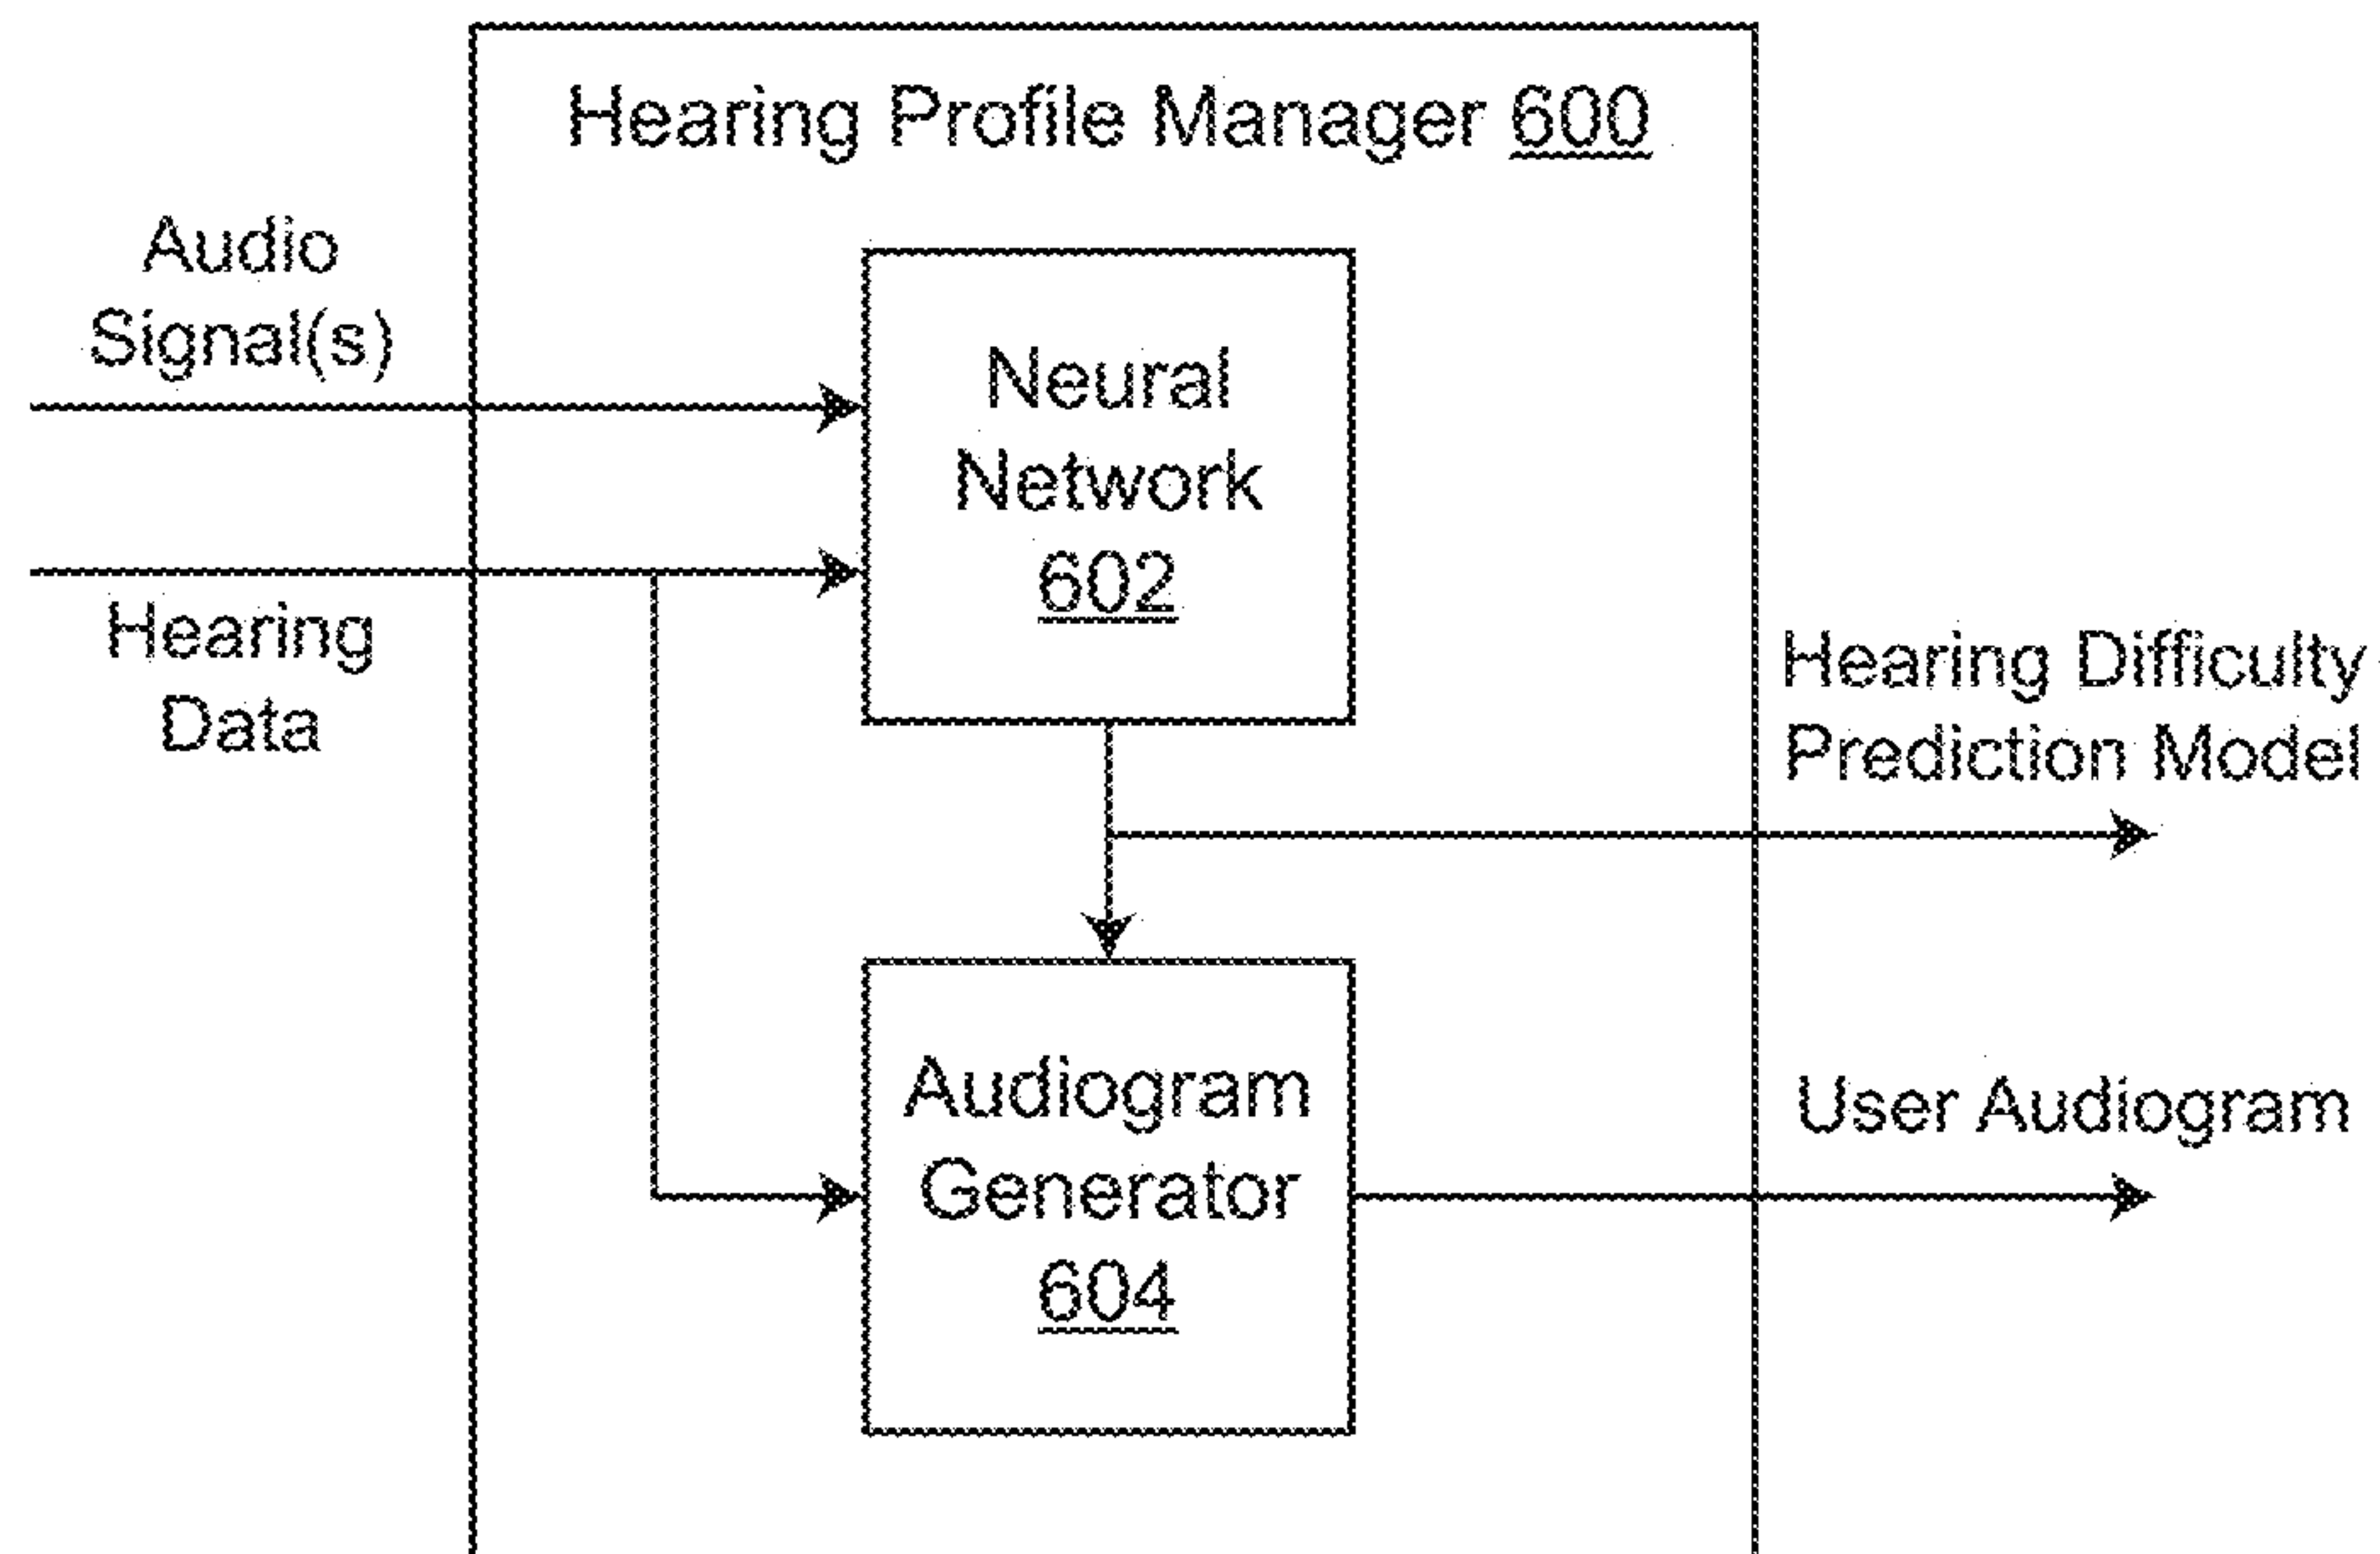 Hearing Profile Manager 600
Audio
Signal(s)
Neural
Network
602
Hearing
Data
Hearing Difficulty
Prediction Model
Audiogram
Generator
604
User Audiogram